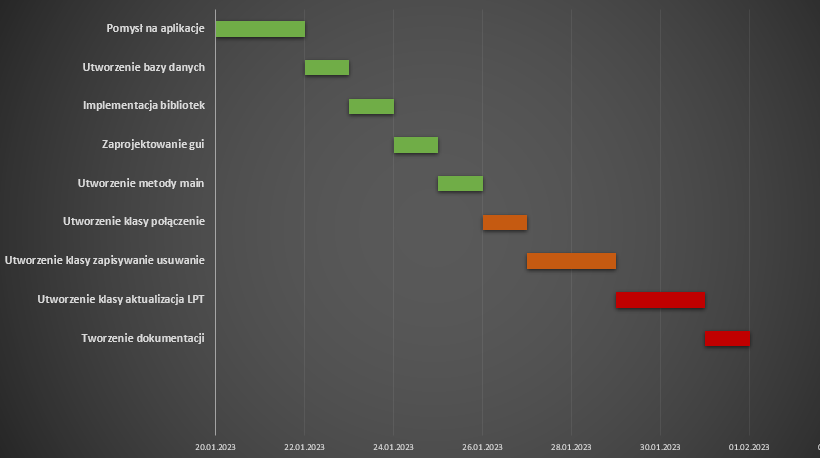 Pomysł na aplikacje
Utworzenie bazy danych
Implementacja bibliotek
Zaprojektowanie gui
Utworzenie metody main
Utworzenie klasy połączenie
Utworzenie klasy zapisywanie usuwanie
Utworzenie klasy aktualizacja LPT
Tworzenie dokumentacji
20.01.2023 22.01.2023 24.01.2023 26.01.2023 28.01.2023 30.01.2023 01.02.2023